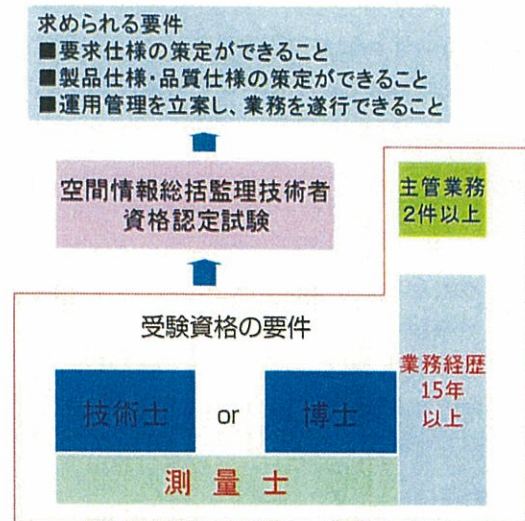 求められる要件
■要求仕様の策定ができること
■製品仕様・品質仕様の策定ができること
■運用管理を立案し、業務を遂行できること
空間情報総括監理技術者
資格認定試験
主管業務
2件以上
受験資格の要件
業務経歴
15年
以上
技術士 or 博士
測量士